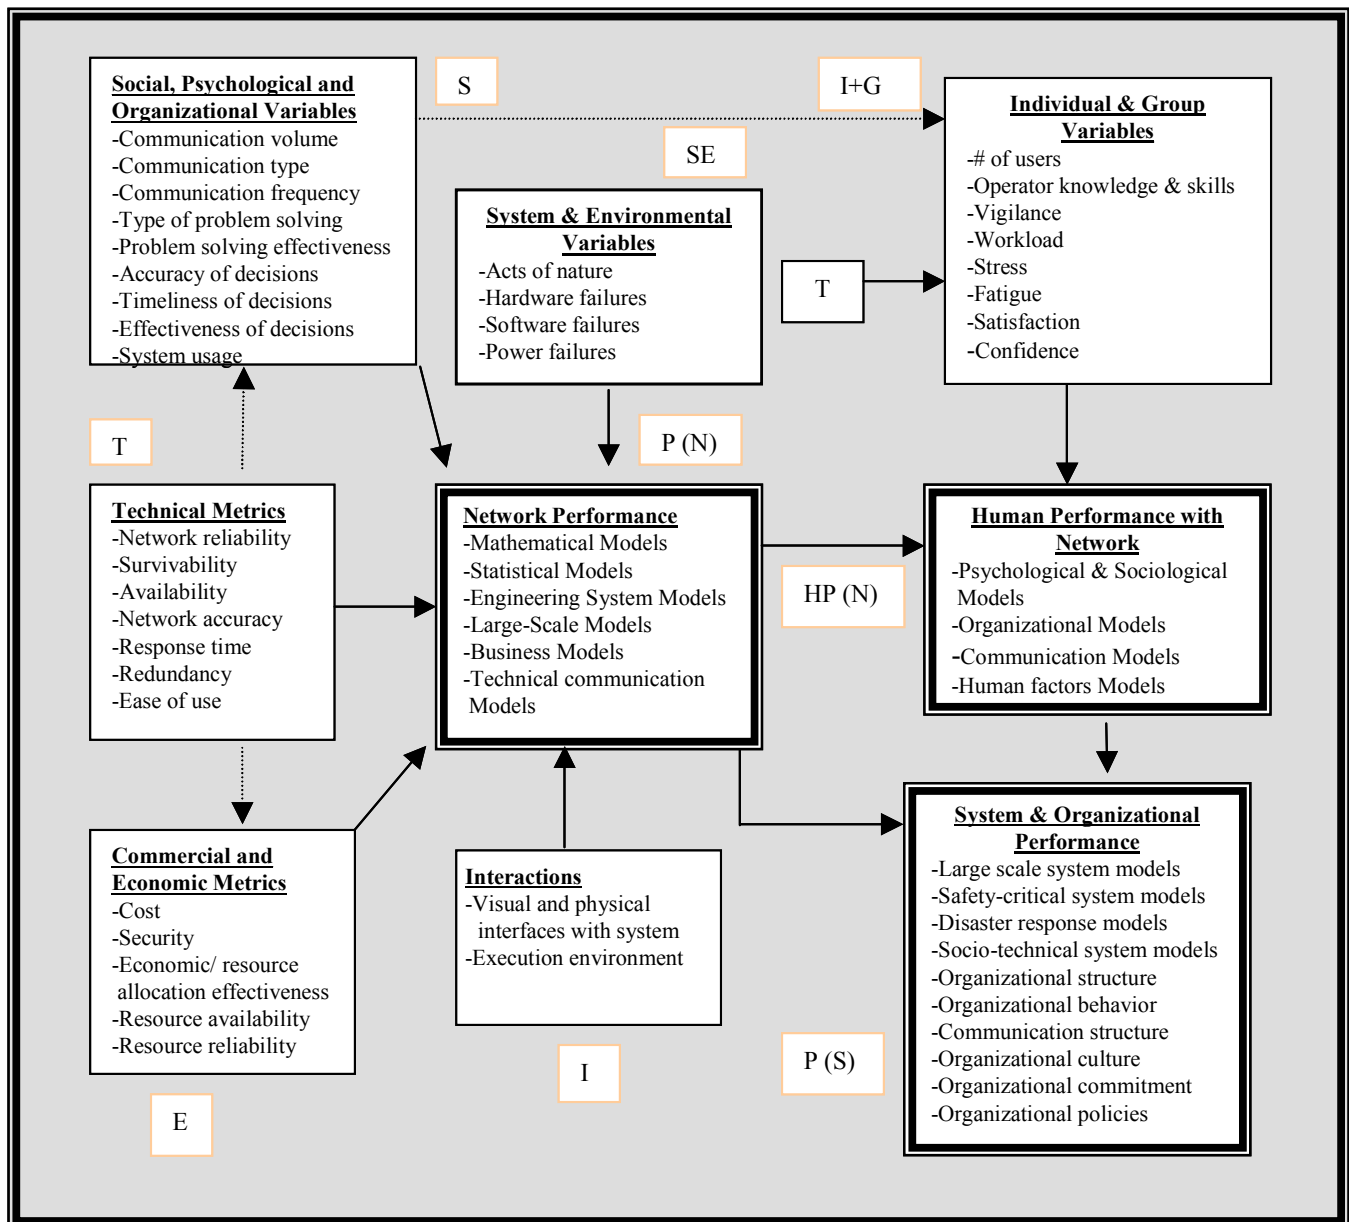 Social, Psychological and
Organizational Variables
-Communication volume
-Communication type
-Communication frequency
-Type of problem solving
-Problem solving effectiveness
-Accuracy of decisions
-Timeliness of decisions
-Effectiveness of decisions
-System usage
S
I+G
SE
Individual & Group
Variables
-# of users
-Operator knowledge & skills
-Vigilance
-Workload
-Stress
-Fatigue
-Satisfaction
-Confidence
System & Environmental
Variables
-Acts of nature
-Hardware failures
-Software failures
-Power failures
T
T
P (N)
Technical Metrics
-Network reliability
-Survivability
-Availability
-Network accuracy
-Response time
-Redundancy
-Ease of use
Network Performance
-Mathematical Models
-Statistical Models
-Engineering System Models
-Large-Scale Models
-Business Models
-Technical communication
Models
HP (N)
Human Performance with
Network
-Psychological & Sociological
Models
-Organizational Models
-Communication Models
-Human factors Models
Commercial and
Economic Metrics
-Cost
-Security
-Economic/ resource
allocation effectiveness
-Resource availability
-Resource reliability
E
Interactions
-Visual and physical
interfaces with system
-Execution environment
I
P (S)
System & Organizational
Performance
-Large scale system models
-Safety-critical system models
-Disaster response models
-Socio-technical system models
-Organizational structure
-Organizational behavior
-Communication structure
-Organizational culture
-Organizational commitment
-Organizational policies